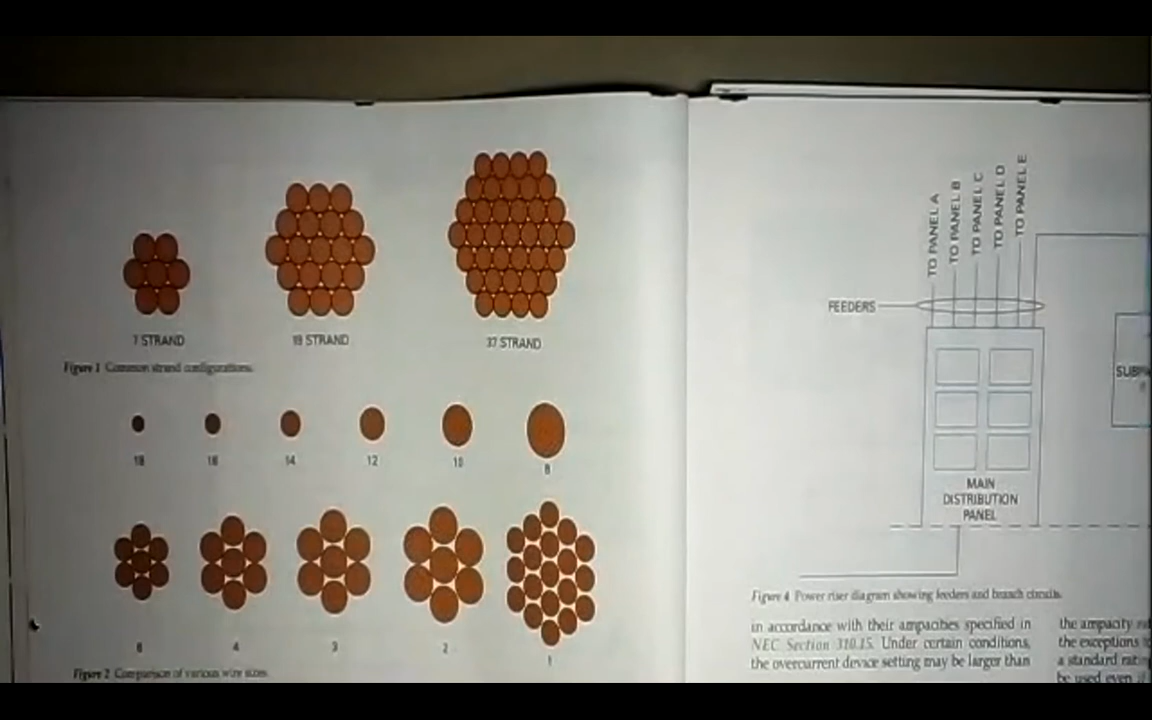 7 STRAND
19 STRAND
37 STRAND
Figure 1 Common strand configurations.
18
16
14
12
10
8
6
4
3
2
1
Figure 2 Comparison of various wire sizes.
TO PANEL A
TO PANEL B
TO PANEL C
TO PANEL D
TO PANEL E
FEEDERS
MAIN
DISTRIBUTION
PANEL
Figure 4 Power riser diagram showing feeders and branch circuits.
in accordance with their ampacities specified in
NEC Section 310.15. Under certain conditions,
the overcurrent device setting may be larger than
the ampacity
the exceptions
a standard
be used even